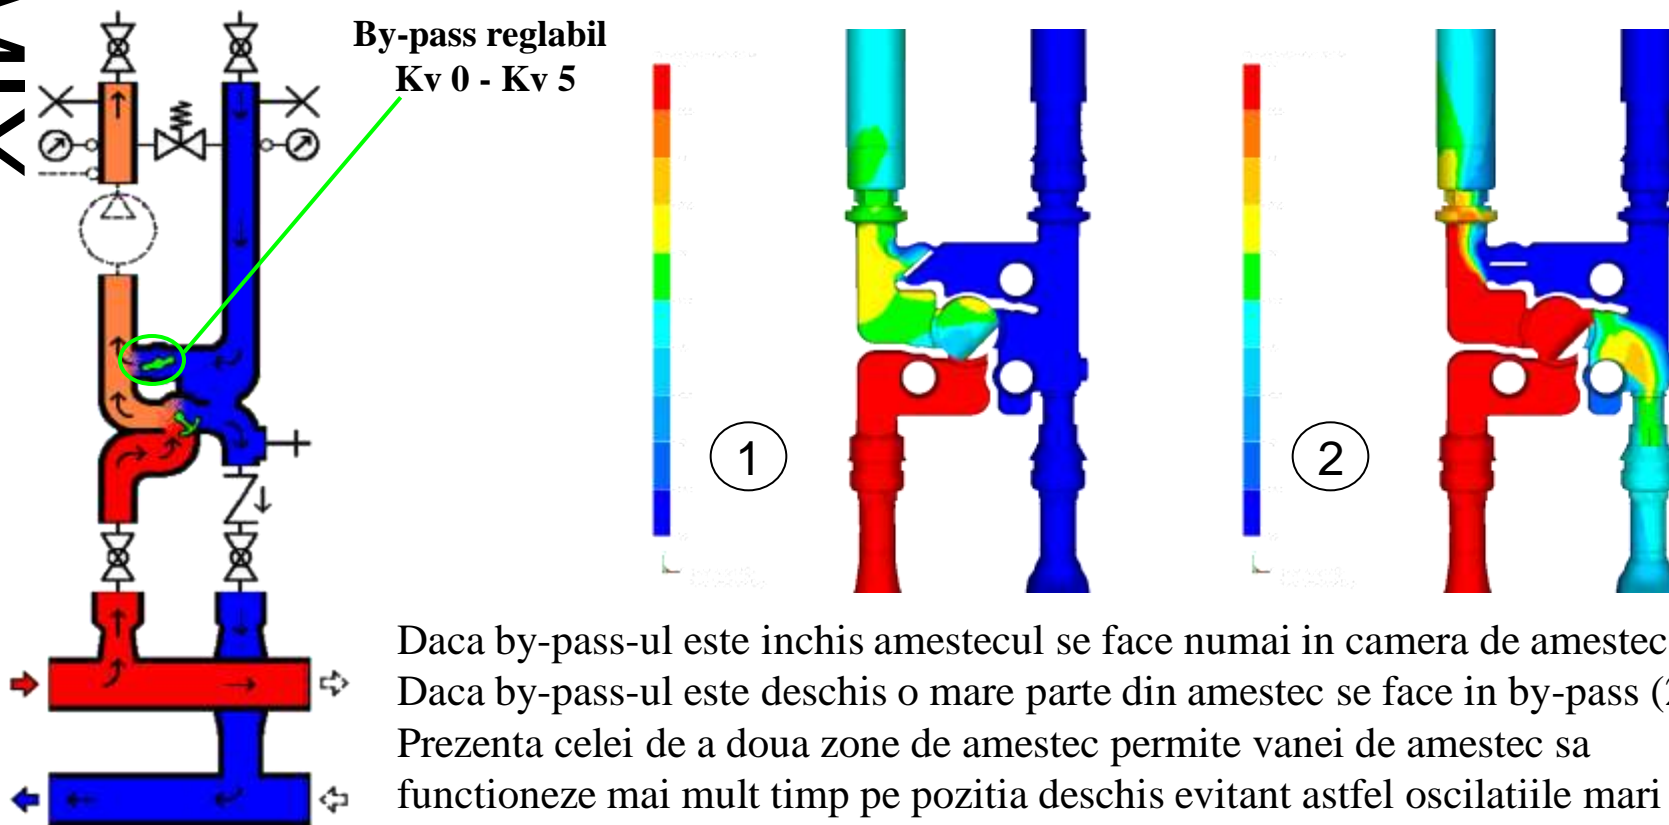 MIX
By-pass reglabil
Kv 0 - Kv 5
1
2
Daca by-pass-ul este inchis amestecul se face numai in camera de amestec
Daca by-pass-ul este deschis o mare parte din amestec se face in by-pass (2
Prezenta celei de a doua zone de amestec permite vanei de amestec sa
functioneze mai mult timp pe pozitia deschis evitant astfel oscilatiile mari